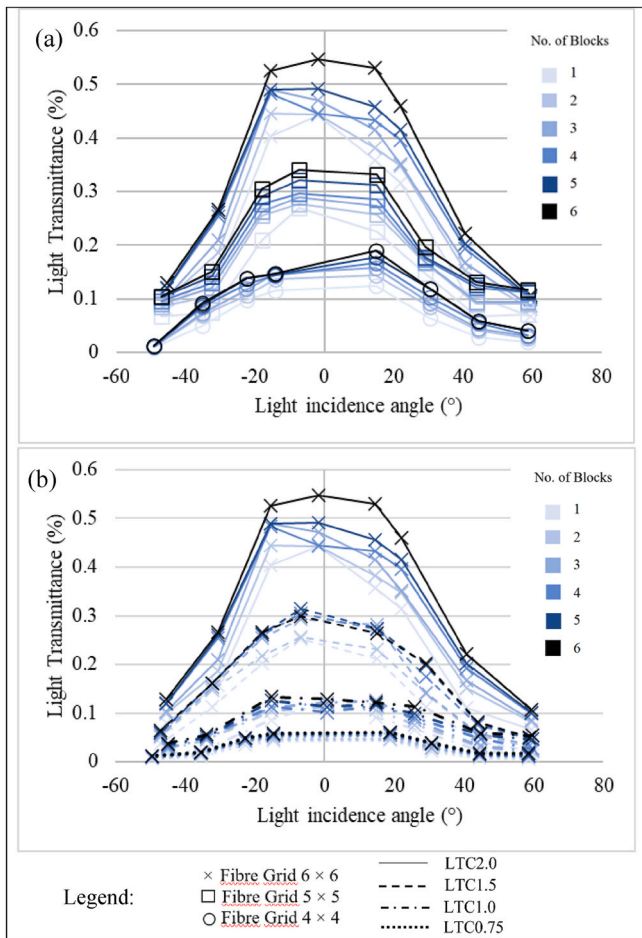 (a)
0.6
0.5
0.4
0.3
0.2
0.1
0
Light Transmittance (%)
-60 -40 -20 0 20 40 60 80
Light incidence angle (°)
No. of Blocks
1
2
3
4
5
6
(b)
0.6
0.5
0.4
0.3
0.2
0.1
0
Light Transmittance (%)
-60 -40 -20 0 20 40 60 80
Light incidence angle (°)
No. of Blocks
1
2
3
4
5
6
Legend:
× Fibre Grid 6 × 6
Fibre Grid 5 × 5
Fibre Grid 4 × 4
LTC2.0
LTC1.5
LTC1.0
LTC0.75